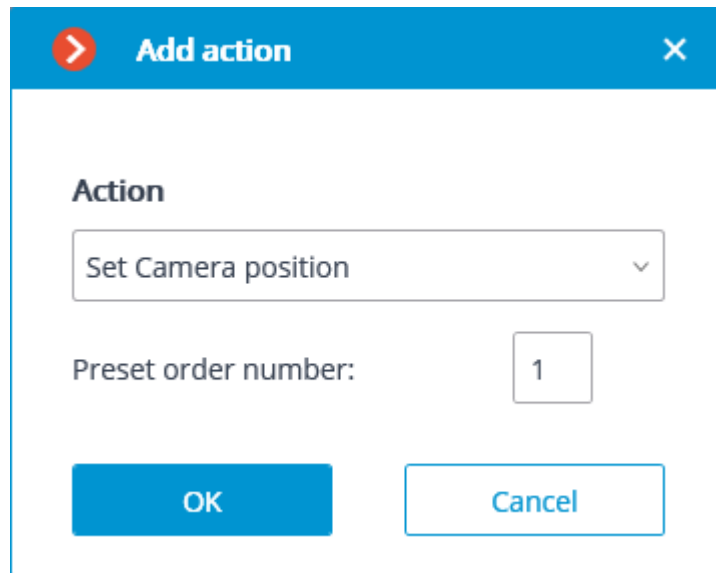 Add action
Action
Set Camera position
Preset order number: 1
OK Cancel